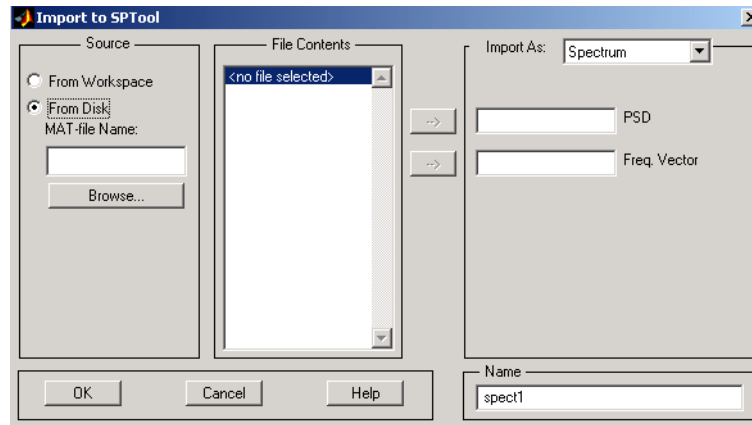 Import to SPTool
Source
From Workspace
From Disk
MAT-file Name:
Browse...
File Contents
<no file selected>
-->
-->
Import As:
Spectrum
PSD
Freq. Vector
OK
Cancel
Help
Name
spect1